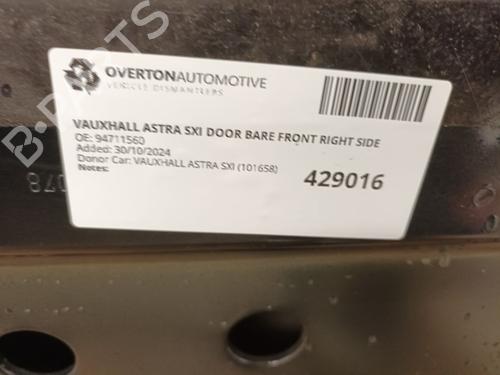 B-PARTS
OVERTONAUTOMOTIVE
VEHICLE DISMANTLERS
VAUXHALL ASTRA SXI DOOR BARE FRONT RIGHT SIDE
OE: 94711560
Added: 30/10/2024
Donor Car: VAUXHALL ASTRA SXI (101658)
Notes:
429016
078